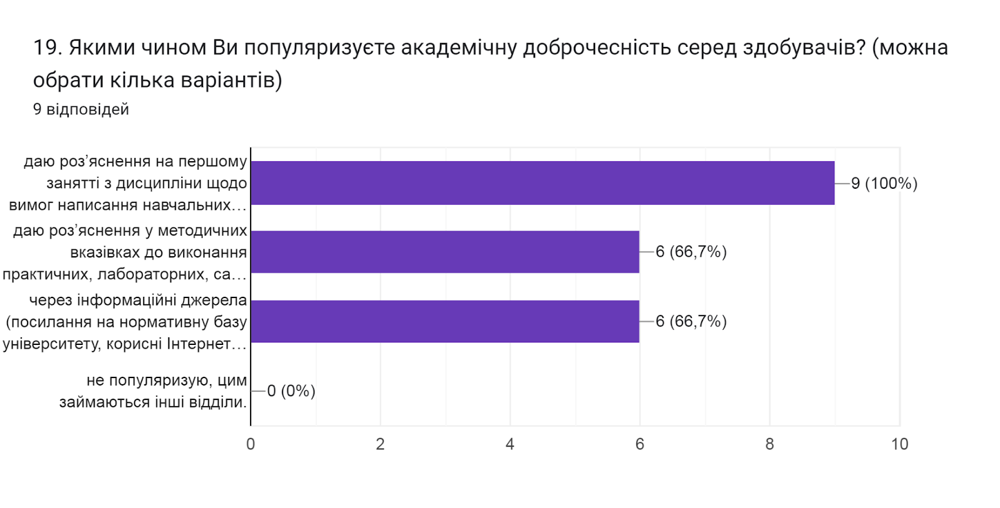 19. Якими чином Ви популяризуєте академічну доброчесність серед здобувачів? (можна
обрати кілька варіантів)
9 відповідей
даю роз’яснення на першому
занятті з дисципліни щодо
вимог написання навчальних…
9 (100%)
даю роз’яснення у методичних
вказівках до виконання
практичних, лабораторних, са…
6 (66,7%)
через інформаційні джерела
(посилання на нормативну базу
університету, корисні Інтернет…
6 (66,7%)
не популяризую, цим
займаються інші відділи.
0 (0%)
0 2 4 6 8 10